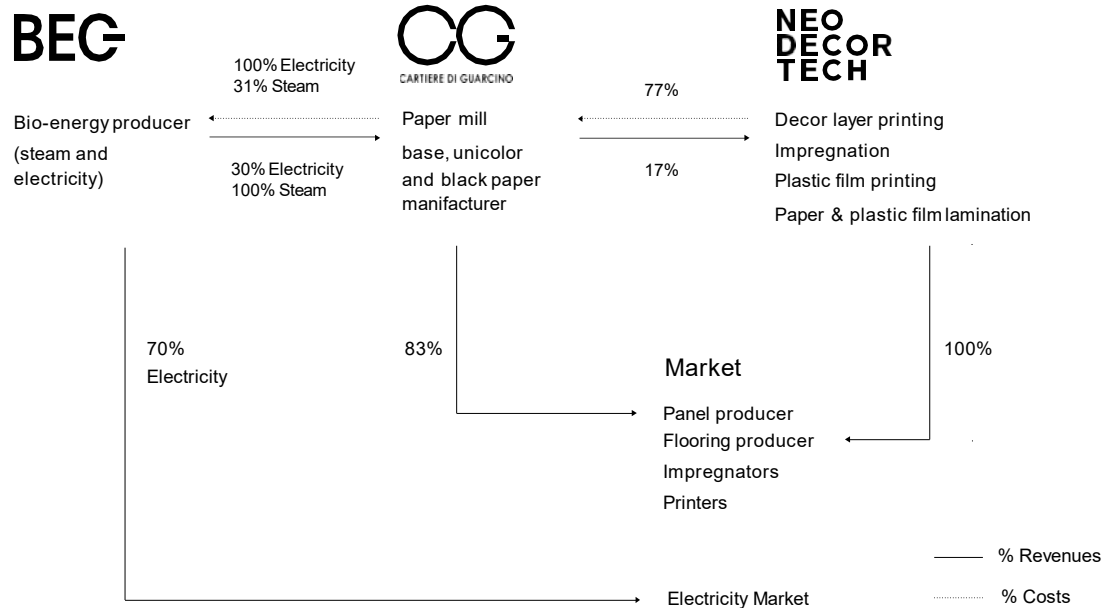 BEG
CG
CARTIERE DI GUARCINO
NEO
DECOR
TECH
100% Electricity
31% Steam
77%
Bio-energy producer
(steam and
electricity)
30% Electricity
100% Steam
Paper mill
base, unicolor
and black paper
manifacturer
17%
Decor layer printing
Impregnation
Plastic film printing
Paper & plastic film lamination
70%
Electricity
83%
100%
Market
Panel producer
Flooring producer
Impregnators
Printers
% Revenues
Electricity Market
% Costs